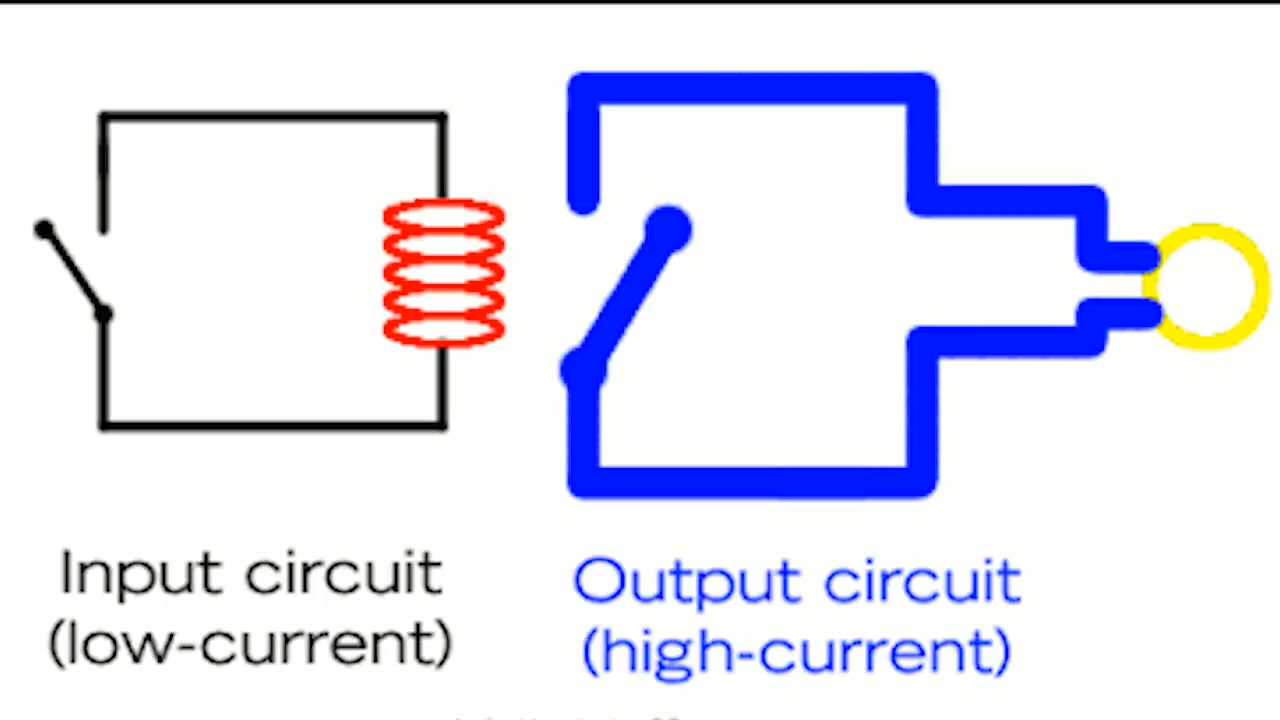 Input circuit
(low-current)
Output circuit
(high-current)